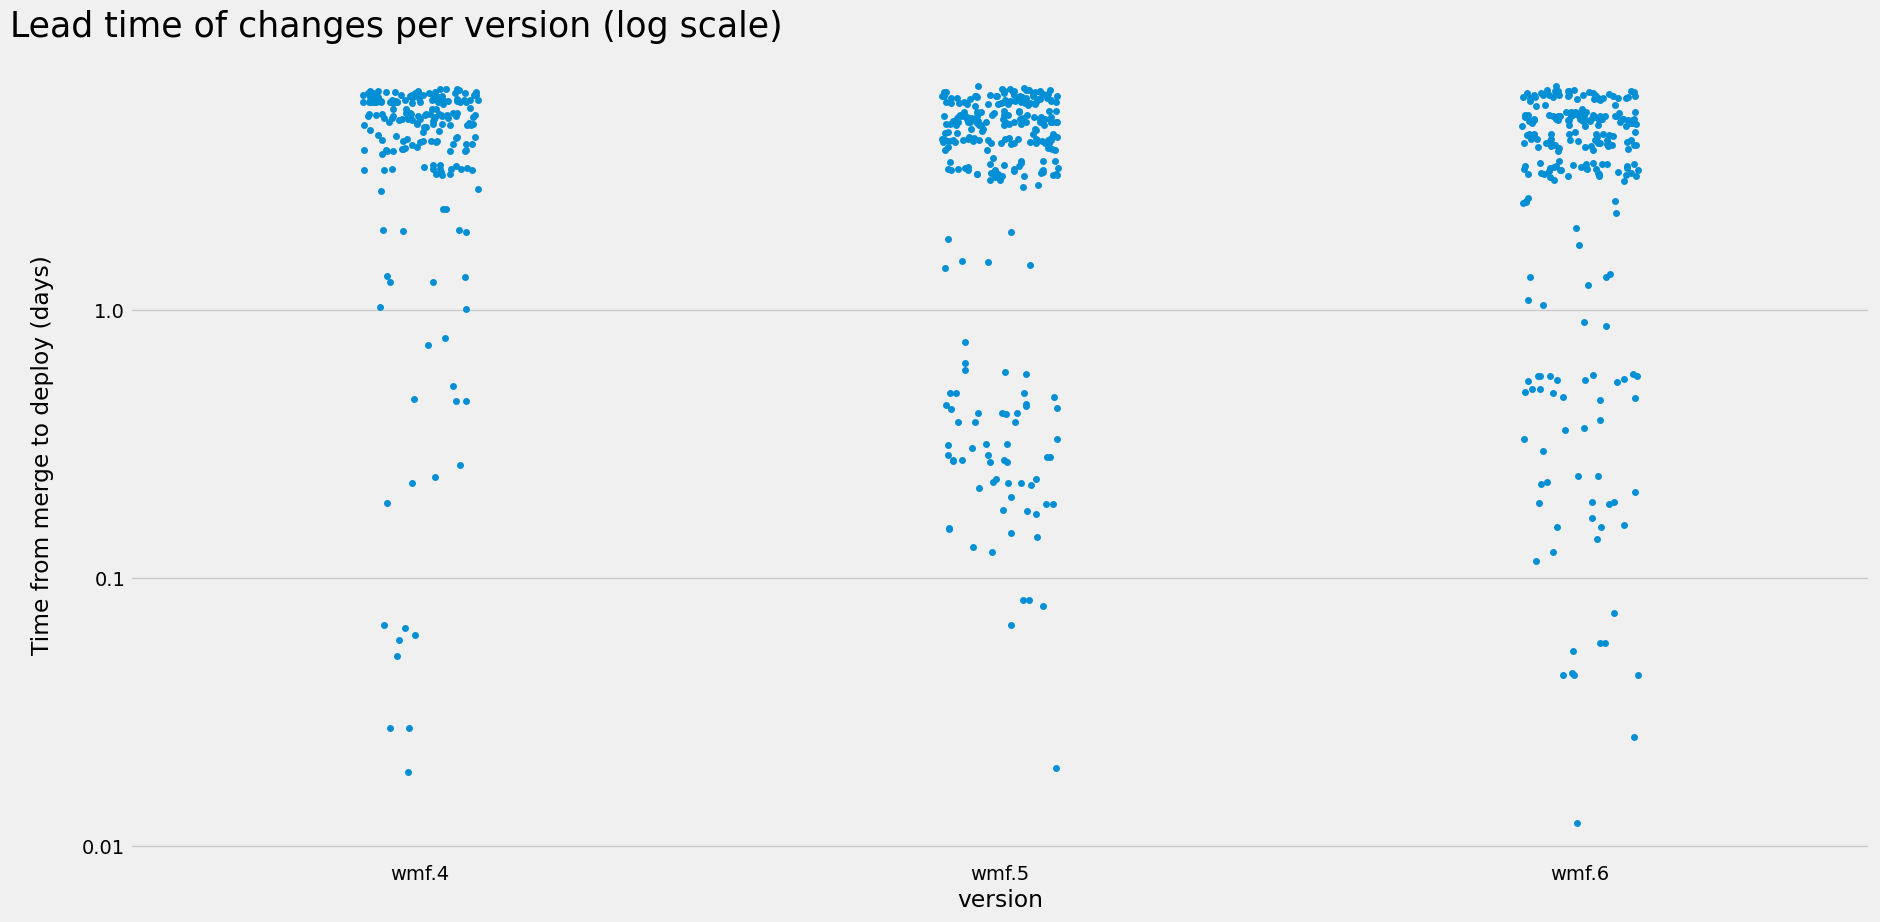 Lead time of changes per version (log scale)
Time from merge to deploy (days)
1.0
0.1
0.01
wmf.4
wmf.5
wmf.6
version